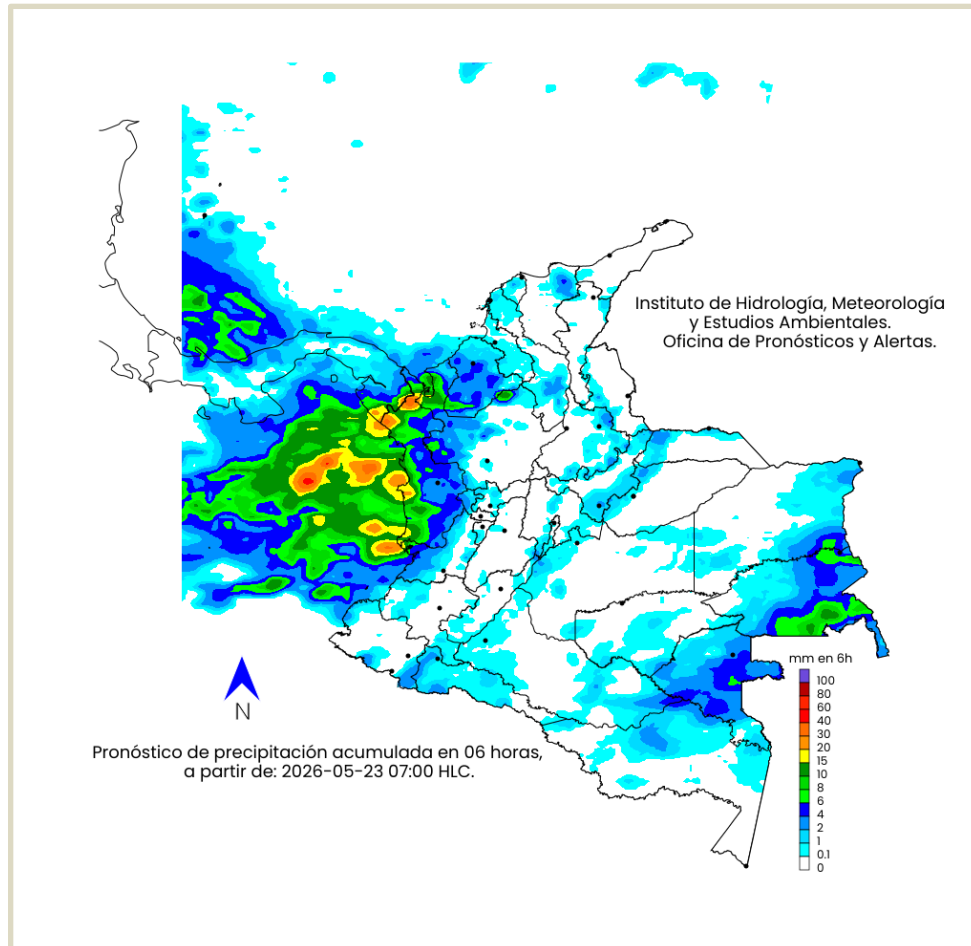 Instituto de Hidrología, Meteorología
y Estudios Ambientales.
Oficina de Pronósticos y Alertas.
mm en 6h
100
80
60
40
30
20
15
10
8
6
4
2
1
0.1
0
N
Pronóstico de precipitación acumulada en 06 horas,
a partir de: 2026-05-23 07:00 HLC.